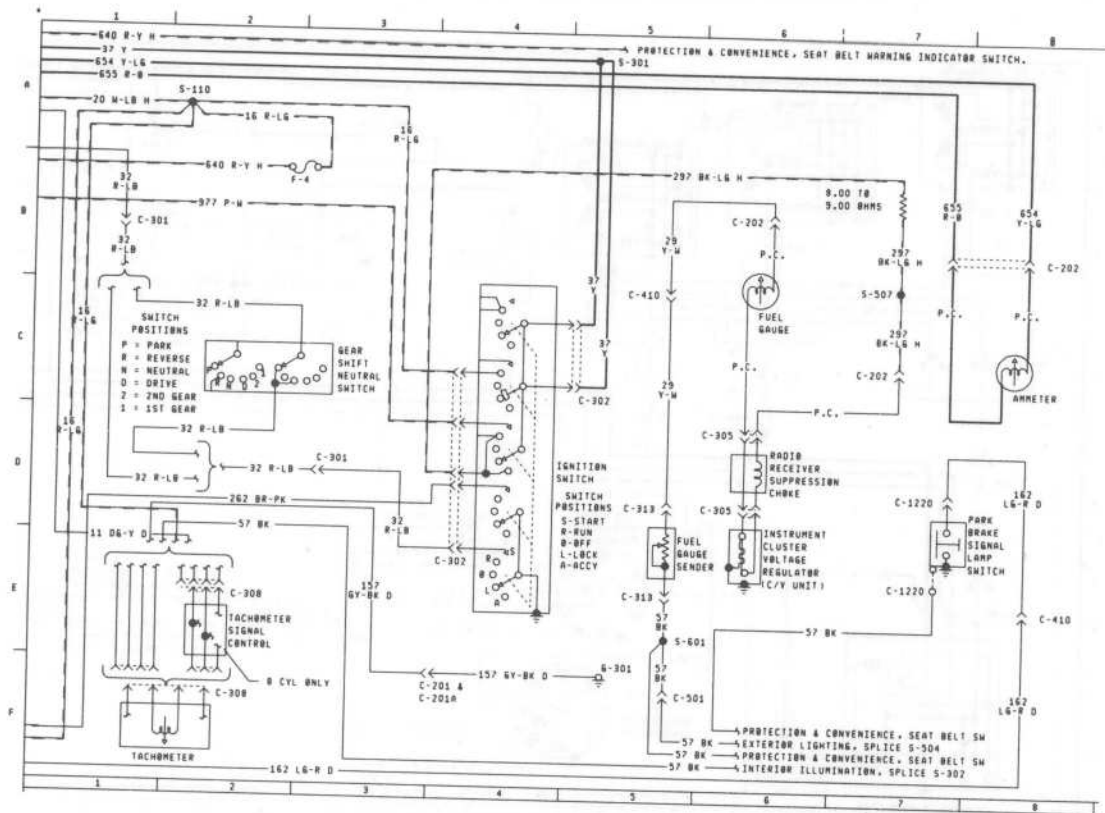 1 2 3 4 5 6 7 8
640 R-Y H
37 Y
654 Y-LG
655 R-O
PROTECTION & CONVENIENCE, SEAT BELT WARNING INDICATOR SWITCH.
S-301
A
S-110
20 W-LB H
16 R-LG
16
R-LG
640 R-Y H
F-4
32
R-LB
297 BK-LG H
8.00 TO
9.00 OHMS
B
977 P-W
C-301
32
R-LB
C-202
655
R-O
654
Y-LG
29
Y-W
P.C.
297
BK-LG H
C-202
C-410
S-507
32 R-LB
37
Y
FUEL
GAUGE
P.C.
P.C.
C
16
R-LG
SWITCH
POSITIONS
P = PARK
R = REVERSE
N = NEUTRAL
D = DRIVE
2 = 2ND GEAR
1 = 1ST GEAR
P
R N D 2
1
GEAR
SHIFT
NEUTRAL
SWITCH
37
Y
297
BK-LG H
P.C.
29
Y-W
C-202
AMMETER
C-302
P.C.
16
R-LG
32 R-LB
C-305
D
C-301
32 R-LB
32 R-LB
IGNITION
SWITCH
RADIO
RECEIVER
SUPPRESSION
CHOKE
162
LG-R D
262 BR-PK
SWITCH
POSITIONS
S-START
R-RUN
O-OFF
L-LOCK
A-ACCY
C-313
C-305
C-1220
57 BK
11 DG-Y D
32
R-LB
PARK
BRAKE
SIGNAL
LAMP
SWITCH
C-302
R
S
O
L
A
FUEL
GAUGE
SENDER
INSTRUMENT
CLUSTER
VOLTAGE
REGULATOR
(C/V UNIT)
E
C-308
157
GY-BK D
C-313
C-1220
TACHOMETER
SIGNAL
CONTROL
57
BK
C-410
S-601
57 BK
8 CYL ONLY
157 GY-BK D
G-301
57
BK
C-201 &
C-201A
C-308
C-501
162
LG-R D
F
PROTECTION & CONVENIENCE, SEAT BELT SW
57 BK EXTERIOR LIGHTING, SPLICE S-504
57 BK PROTECTION & CONVENIENCE, SEAT BELT SW
57 BK INTERIOR ILLUMINATION, SPLICE S-302
TACHOMETER
162 LG-R D
1 2 3 4 5 6 7 8